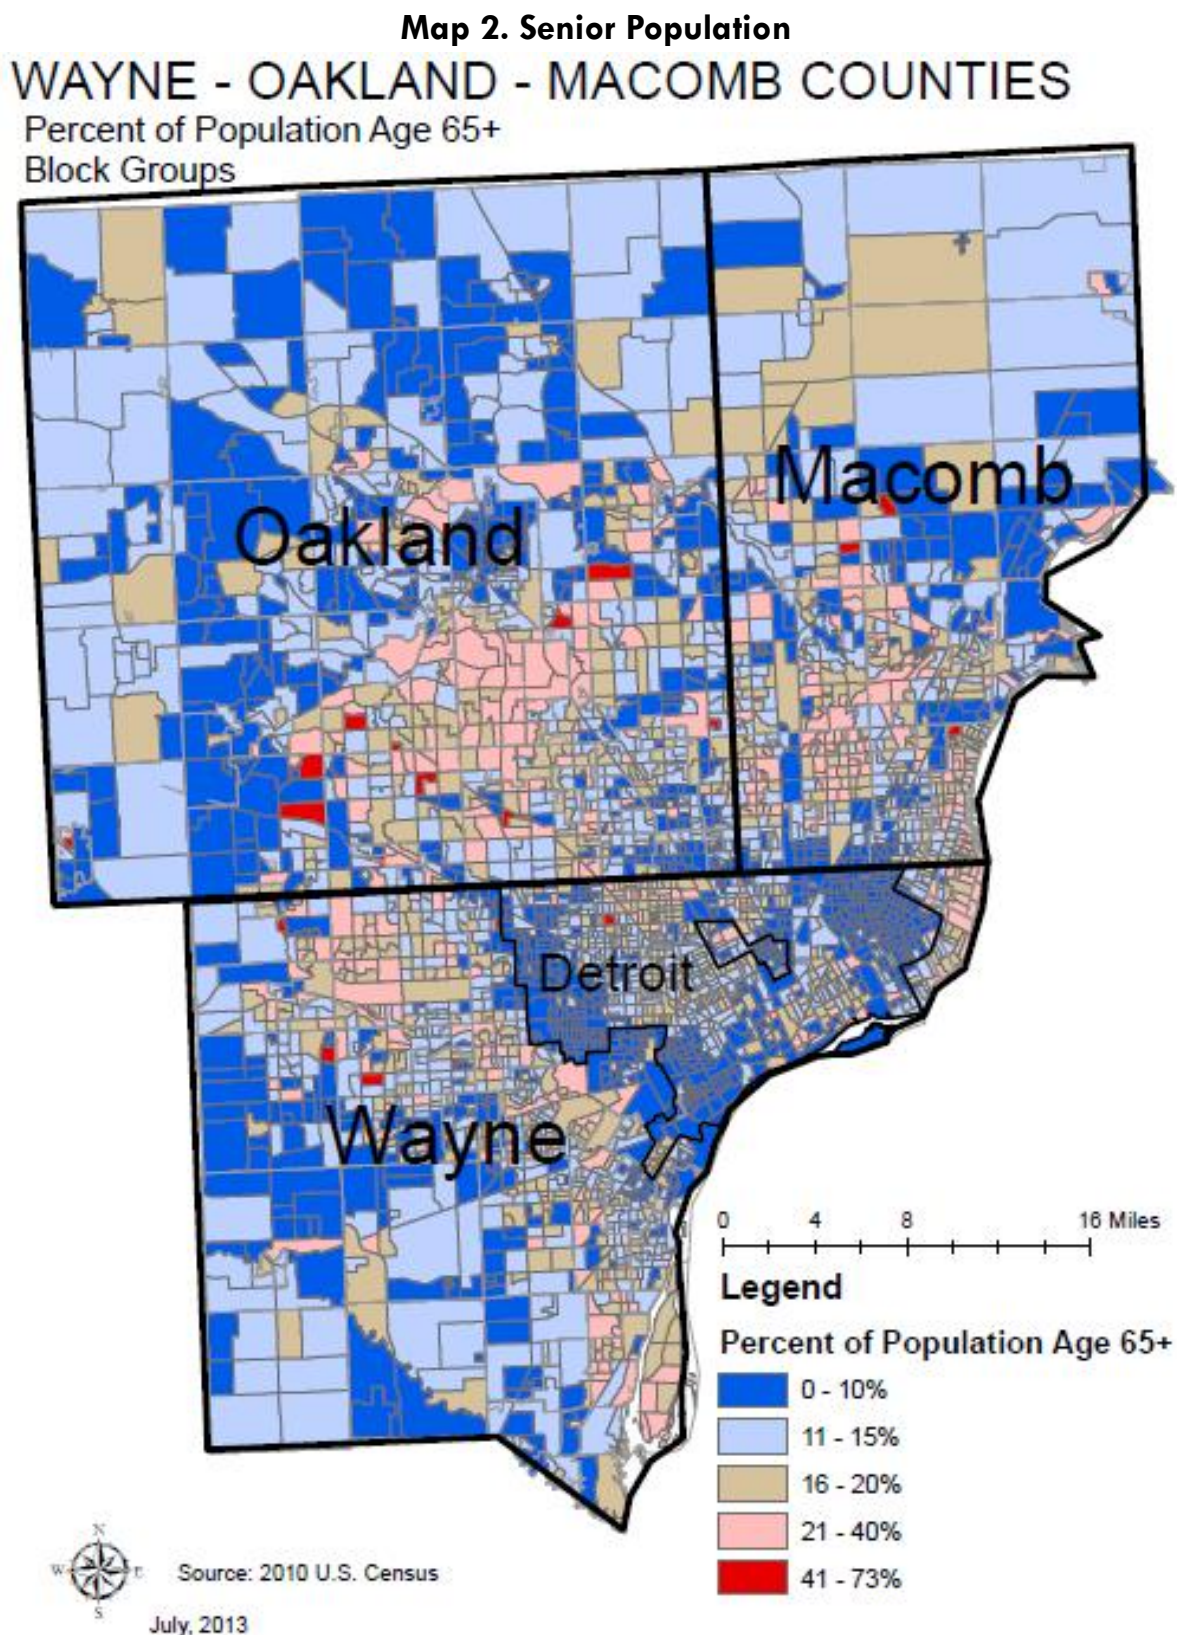 Map 2. Senior Population
WAYNE - OAKLAND - MACOMB COUNTIES
Percent of Population Age 65+
Block Groups
Macomb
Oakland
Detroit
Wayne
0 4 8 16 Miles
Legend
Percent of Population Age 65+
0 - 10%
11 - 15%
16 - 20%
21 - 40%
41 - 73%
N
W E
S
Source: 2010 U.S. Census
July, 2013